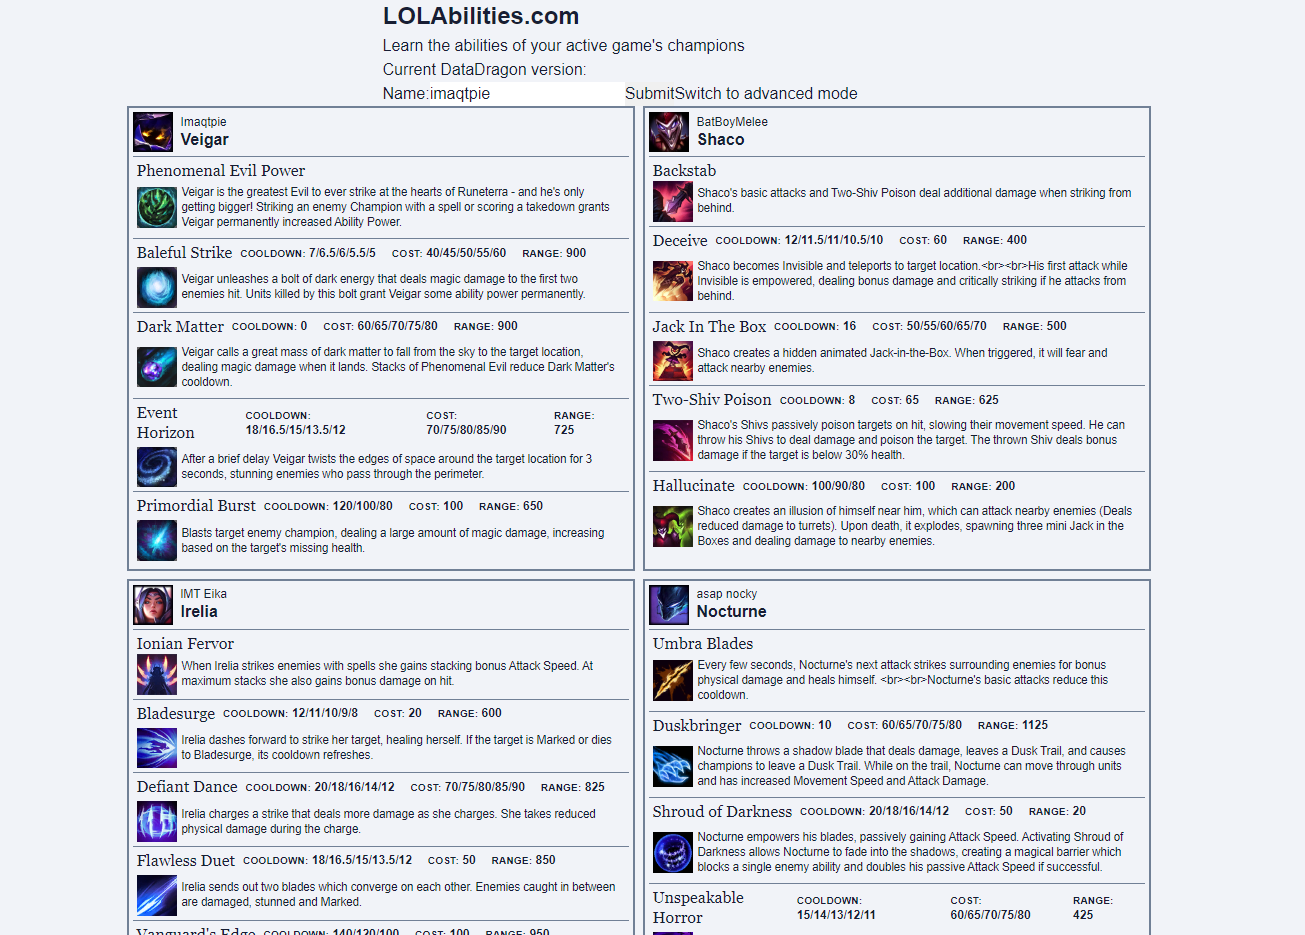 LOLAbilities.com
Learn the abilities of your active game's champions
Current DataDragon version:
Name:imaqtpie SubmitSwitch to advanced mode
Imaqtpie
Veigar
Phenomenal Evil Power
Veigar is the greatest Evil to ever strike at the hearts of Runeterra - and he's only
getting bigger! Striking an enemy Champion with a spell or scoring a takedown grants
Veigar permanently increased Ability Power.
Baleful Strike COOLDOWN: 7/6.5/6/5.5/5 COST: 40/45/50/55/60 RANGE: 900
Veigar unleashes a bolt of dark energy that deals magic damage to the first two
enemies hit. Units killed by this bolt grant Veigar some ability power permanently.
Dark Matter COOLDOWN: 0 COST: 60/65/70/75/80 RANGE: 900
Veigar calls a great mass of dark matter to fall from the sky to the target location,
dealing magic damage when it lands. Stacks of Phenomenal Evil reduce Dark Matter's
cooldown.
Event Horizon COOLDOWN: 18/16.5/15/13.5/12 COST: 70/75/80/85/90 RANGE: 725
After a brief delay Veigar twists the edges of space around the target location for 3
seconds, stunning enemies who pass through the perimeter.
Primordial Burst COOLDOWN: 120/100/80 COST: 100 RANGE: 650
Blasts target enemy champion, dealing a large amount of magic damage, increasing
based on the target's missing health.
BatBoyMelee
Shaco
Backstab
Shaco's basic attacks and Two-Shiv Poison deal additional damage when striking from
behind.
Deceive COOLDOWN: 12/11.5/11/10.5/10 COST: 60 RANGE: 400
Shaco becomes Invisible and teleports to target location.<br><br>His first attack while
Invisible is empowered, dealing bonus damage and critically striking if he attacks from
behind.
Jack In The Box COOLDOWN: 16 COST: 50/55/60/65/70 RANGE: 500
Shaco creates a hidden animated Jack-in-the-Box. When triggered, it will fear and
attack nearby enemies.
Two-Shiv Poison COOLDOWN: 8 COST: 65 RANGE: 625
Shaco's Shivs passively poison targets on hit, slowing their movement speed. He can
throw his Shivs to deal damage and poison the target. The thrown Shiv deals bonus
damage if the target is below 30% health.
Hallucinate COOLDOWN: 100/90/80 COST: 100 RANGE: 200
Shaco creates an illusion of himself near him, which can attack nearby enemies (Deals
reduced damage to turrets). Upon death, it explodes, spawning three mini Jack in the
Boxes and dealing damage to nearby enemies.
IMT Eika
Irelia
Ionian Fervor
When Irelia strikes enemies with spells she gains stacking bonus Attack Speed. At
maximum stacks she also gains bonus damage on hit.
Bladesurge COOLDOWN: 12/11/10/9/8 COST: 20 RANGE: 600
Irelia dashes forward to strike her target, healing herself. If the target is Marked or dies
to Bladesurge, its cooldown refreshes.
Defiant Dance COOLDOWN: 20/18/16/14/12 COST: 70/75/80/85/90 RANGE: 825
Irelia charges a strike that deals more damage as she charges. She takes reduced
physical damage during the charge.
Flawless Duet COOLDOWN: 18/16.5/15/13.5/12 COST: 50 RANGE: 850
Irelia sends out two blades which converge on each other. Enemies caught in between
are damaged, stunned and Marked.
Vanguard's Edge COOLDOWN: 140/120/100 COST: 100 RANGE: 950
asap nocky
Nocturne
Umbra Blades
Every few seconds, Nocturne's next attack strikes surrounding enemies for bonus
physical damage and heals himself. <br><br>Nocturne's basic attacks reduce this
cooldown.
Duskbringer COOLDOWN: 10 COST: 60/65/70/75/80 RANGE: 1125
Nocturne throws a shadow blade that deals damage, leaves a Dusk Trail, and causes
champions to leave a Dusk Trail. While on the trail, Nocturne can move through units
and has increased Movement Speed and Attack Damage.
Shroud of Darkness COOLDOWN: 20/18/16/14/12 COST: 50 RANGE: 20
Nocturne empowers his blades, passively gaining Attack Speed. Activating Shroud of
Darkness allows Nocturne to fade into the shadows, creating a magical barrier which
blocks a single enemy ability and doubles his passive Attack Speed if successful.
Unspeakable Horror COOLDOWN: 15/14/13/12/11 COST: 60/65/70/75/80 RANGE: 425